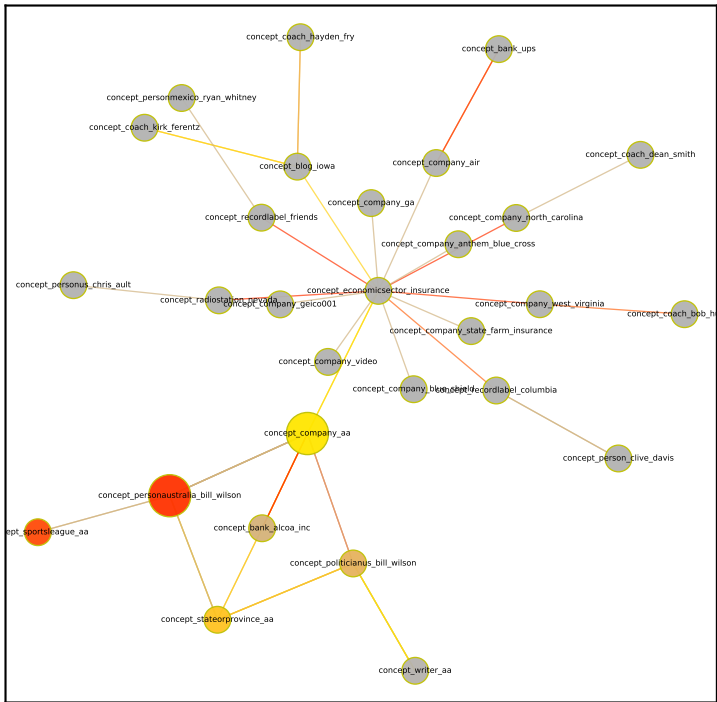 concept_coach_hayden_fry
concept_bank_ups
concept_personmexico_ryan_whitney
concept_coach_kirk_ferentz
concept_coach_dean_smith
concept_company_air
concept_blog_iowa
concept_company_ga
concept_recordlabel_friends
concept_company_north_carolina
concept_company_anthem_blue_cross
concept_personus_chris_ault
concept_economicsector_insurance
concept_radiostation_nevada
concept_company_geico001
concept_company_west_virginia
concept_coach_bob_hu
concept_company_state_farm_insurance
concept_company_video
concept_company_blue_shield
concept_recordlabel_columbia
concept_company_aa
concept_person_clive_davis
concept_personaustralia_bill_wilson
concept_bank_alcoa_inc
ept_sportsleague_aa
concept_politicianus_bill_wilson
concept_stateorprovince_aa
concept_writer_aa